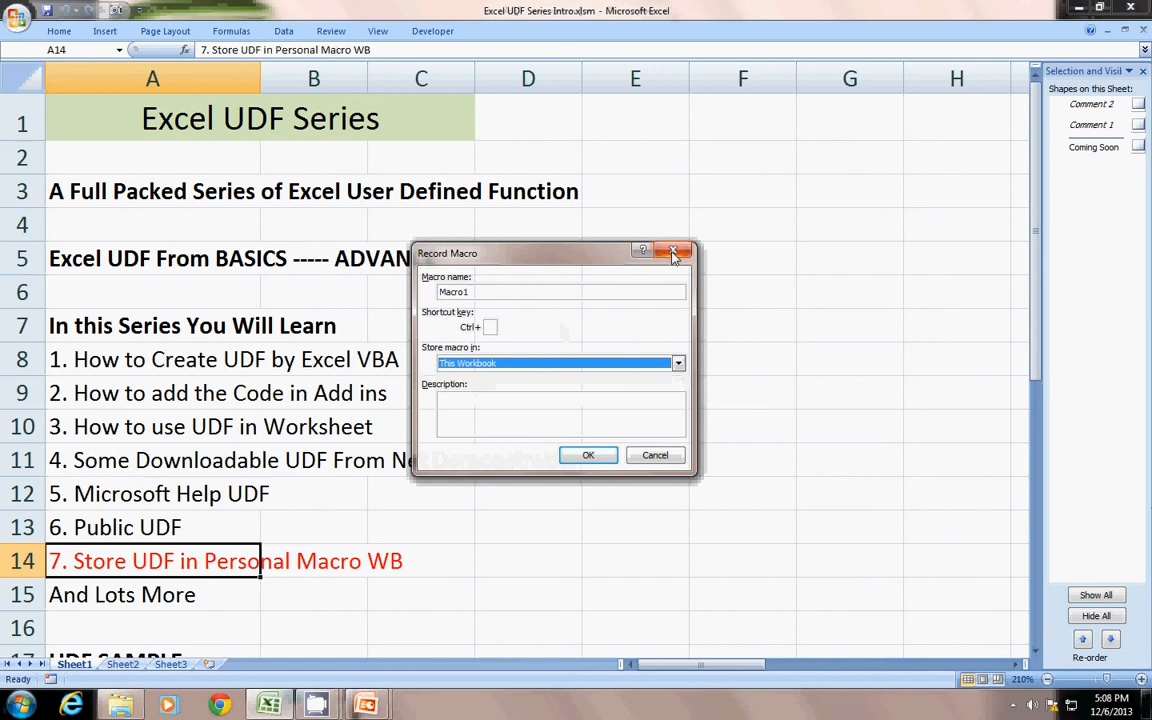 Excel UDF Series Intro.xlsm - Microsoft Excel
Home Insert Page Layout Formulas Data Review View Developer
A14 fx 7. Store UDF in Personal Macro WB
A B C D E F G H
Selection and Visil
Shapes on this Sheet:
Comment 2
Comment 1
Coming Soon
1 Excel UDF Series
2
3 A Full Packed Series of Excel User Defined Function
4
5 Excel UDF From BASICS ----- ADVAN
6
7 In this Series You Will Learn
8 1. How to Create UDF by Excel VBA
9 2. How to add the Code in Add ins
10 3. How to use UDF in Worksheet
11 4. Some Downloadable UDF From Net
12 5. Microsoft Help UDF
13 6. Public UDF
14 7. Store UDF in Personal Macro WB
15 And Lots More
16
17 UDF SAMPLE
Record Macro
Macro name:
Macro1
Shortcut key:
Ctrl+
Store macro in:
This Workbook
Description:
OK Cancel
Show All
Hide All
Re-order
Sheet1 Sheet2 Sheet3
Ready 210%
5:08 PM
12/6/2013